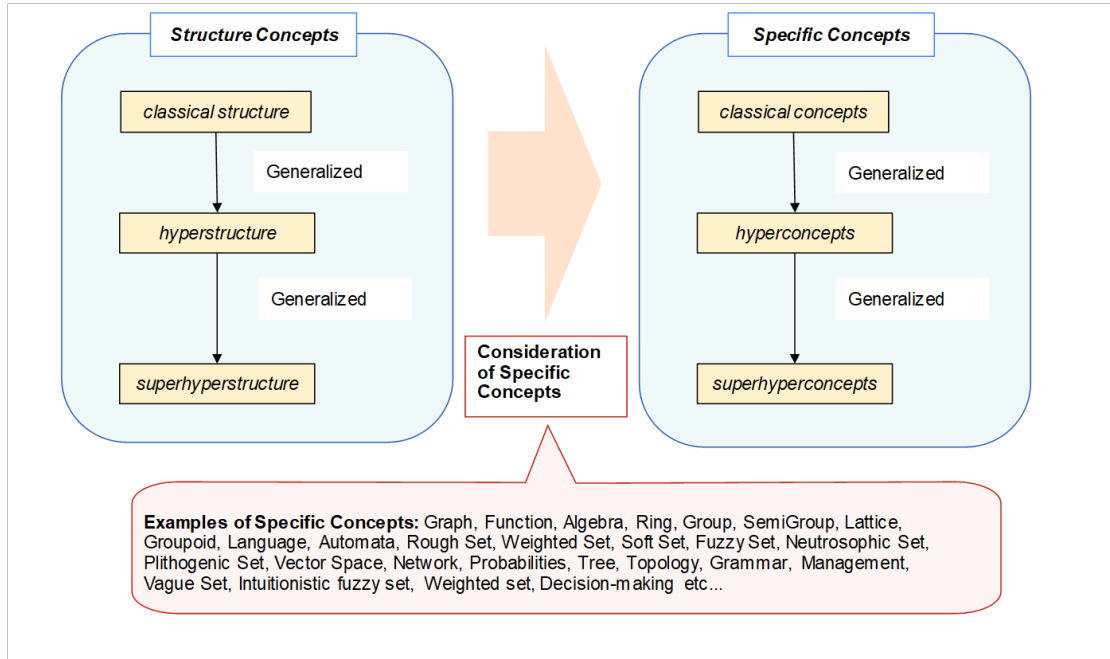 Structure Concepts
classical structure
Generalized
hyperstructure
Generalized
superhyperstructure
Specific Concepts
classical concepts
Generalized
hyperconcepts
Generalized
superhyperconcepts
Consideration
of Specific
Concepts
Examples of Specific Concepts: Graph, Function, Algebra, Ring, Group, SemiGroup, Lattice,
Groupoid, Language, Automata, Rough Set, Weighted Set, Soft Set, Fuzzy Set, Neutrosophic Set,
Plithogenic Set, Vector Space, Network, Probabilities, Tree, Topology, Grammar, Management,
Vague Set, Intuitionistic fuzzy set, Weighted set, Decision-making etc...